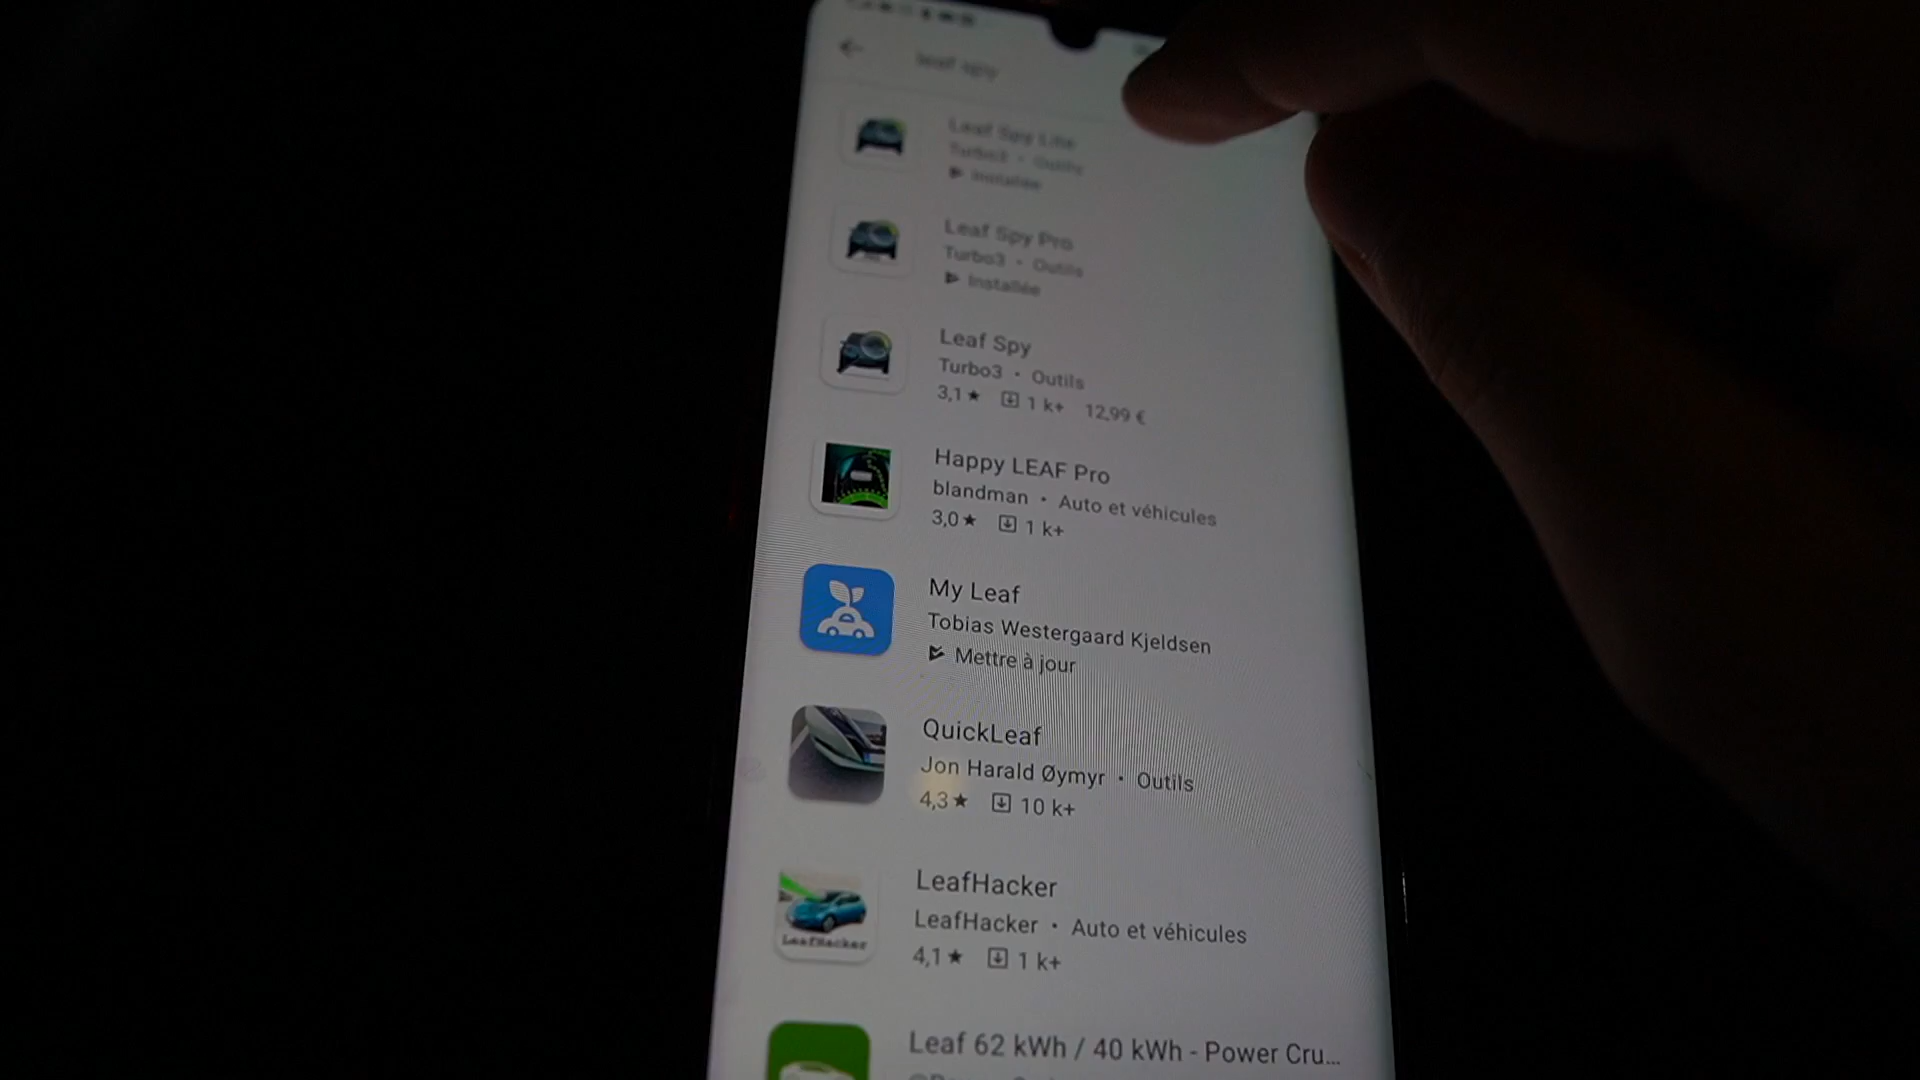 leaf spy
Leaf Spy Lite
Turbo3 • Outils
Installée
Leaf Spy Pro
Turbo3 • Outils
Installée
Leaf Spy
Turbo3 • Outils
3,1★ 1 k+ 12,99 €
Happy LEAF Pro
blandman • Auto et véhicules
3,0★ 1 k+
My Leaf
Tobias Westergaard Kjeldsen
Mettre à jour
QuickLeaf
Jon Harald Øymyr • Outils
4,3★ 10 k+
LeafHacker
LeafHacker
LeafHacker • Auto et véhicules
4,1★ 1 k+
Leaf 62 kWh / 40 kWh - Power Cru...